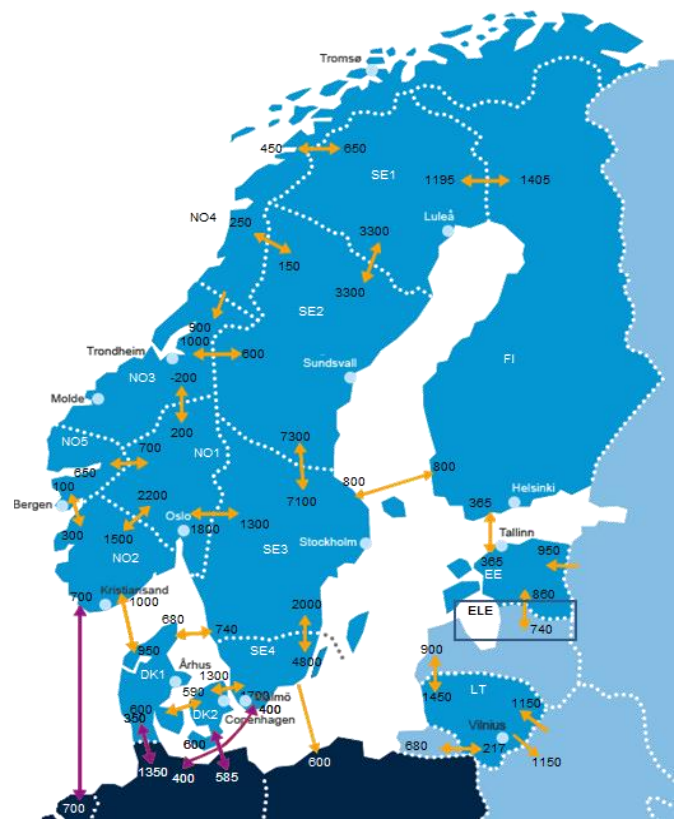 Tromsø
450
650
SE1
1195
1405
NO4
250
3300
Luleå
150
3300
SE2
900
1000
Trondheim
600
FI
NO3
-200
Sundsvall
Molde
200
NO5
700
NO1
7300
650
800
800
100
2200
7100
Helsinki
Bergen
Oslo
1800
1300
365
300
1500
SE3
Stockholm
Tallinn
950
NO2
365
EE
700
Kristiansand
1000
2000
860
ELE
680
740
740
950
SE4
4800
900
Århus
DK1
1300
LT
590
1450
1150
400
600
350
DK2
Copenhagen
Vilnius
600
680
217
1350
400
585
600
1150
700